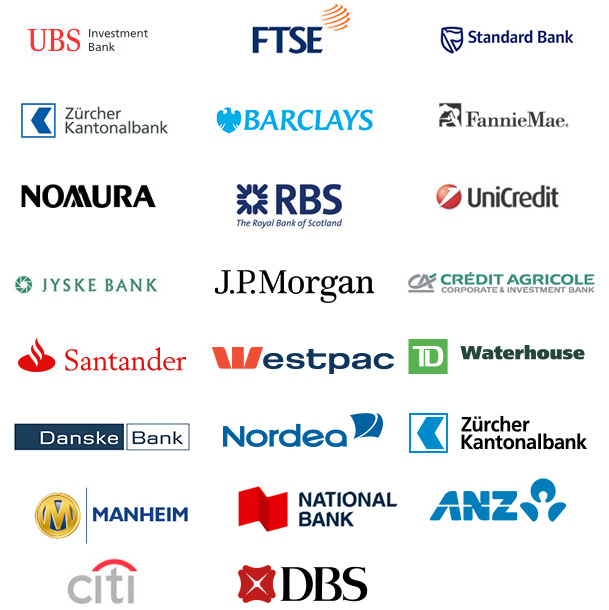 UBS Investment
Bank
FTSE
Standard Bank
Zürcher
Kantonalbank
BARCLAYS
FannieMae.
NOMURA
RBS
The Royal Bank of Scotland
UniCredit
JYSKE BANK
J.P.Morgan
CA CRÉDIT AGRICOLE
CORPORATE & INVESTMENT BANK
Santander
Westpac
TD Waterhouse
Danske Bank
Nordea
Zürcher
Kantonalbank
M MANHEIM
NATIONAL
BANK
ANZ
citi
DBS